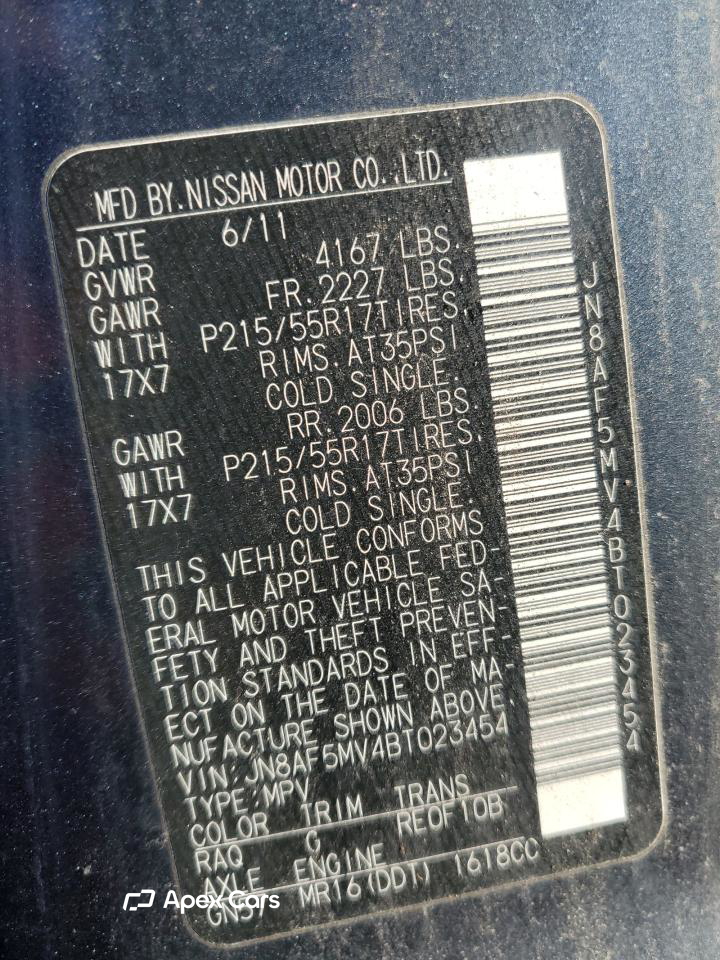 MFD BY.NISSAN MOTOR CO.,LTD.
DATE 6/11
GVWR 4167 LBS.
GAWR FR.2227 LBS.
WITH P215/55R17TIRES.
17X7 RIMS.AT35PSI
COLD SINGLE.
GAWR RR.2006 LBS.
WITH P215/55R17TIRES.
17X7 RIMS.AT35PSI
COLD SINGLE.
THIS VEHICLE CONFORMS
TO ALL APPLICABLE FED-
ERAL MOTOR VEHICLE SA-
FETY AND THEFT PREVEN-
TION STANDARDS IN EFF-
ECT ON THE DATE OF MA-
NUFACTURE SHOWN ABOVE.
VIN:JN8AF5MV4BT023454
TYPE:MPV
COLOR TRIM TRANS
RAQ G REOF10B
AXLE ENGINE
GN57 MR16(DDT) 1618CC
JN8AF5MV4BT023454
Apex Cars